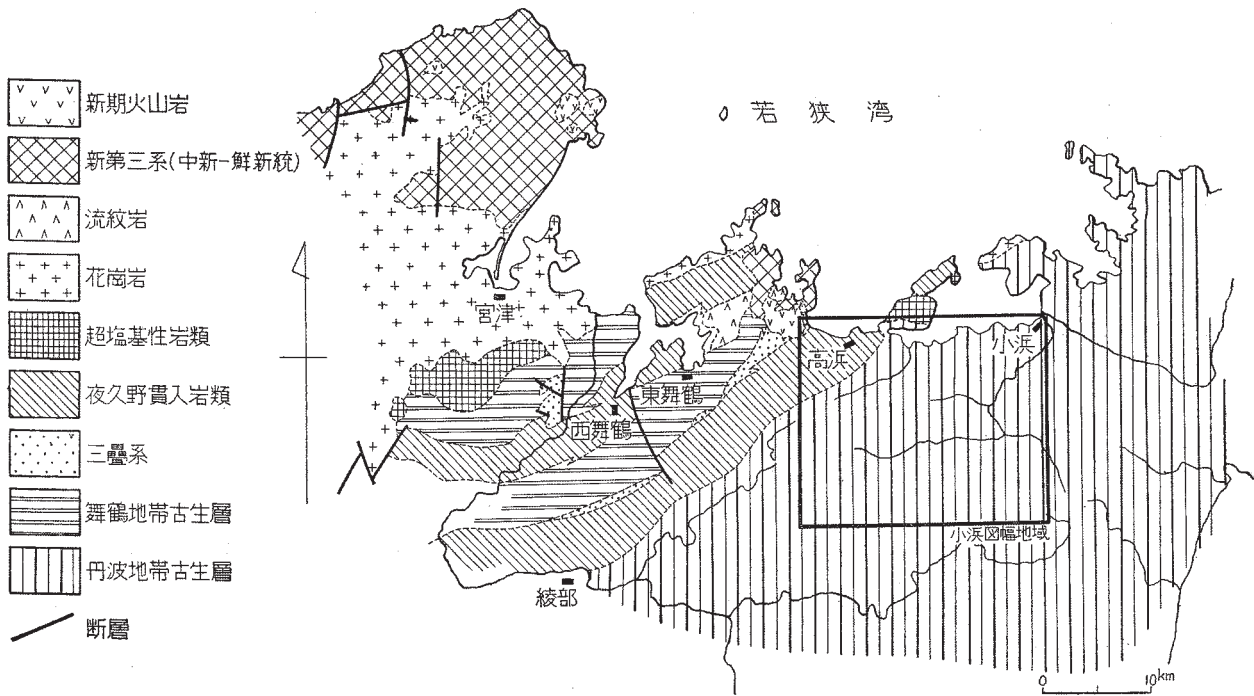 新期火山岩
新第三系(中新-鮮新統)
流紋岩
花崗岩
超塩基性岩類
夜久野貫入岩類
三疊系
舞鶴地帯古生層
丹波地帯古生層
断層
若狭湾
宮津
高浜
小浜
東舞鶴
西舞鶴
小浜図幅地域
綾部
0 10km